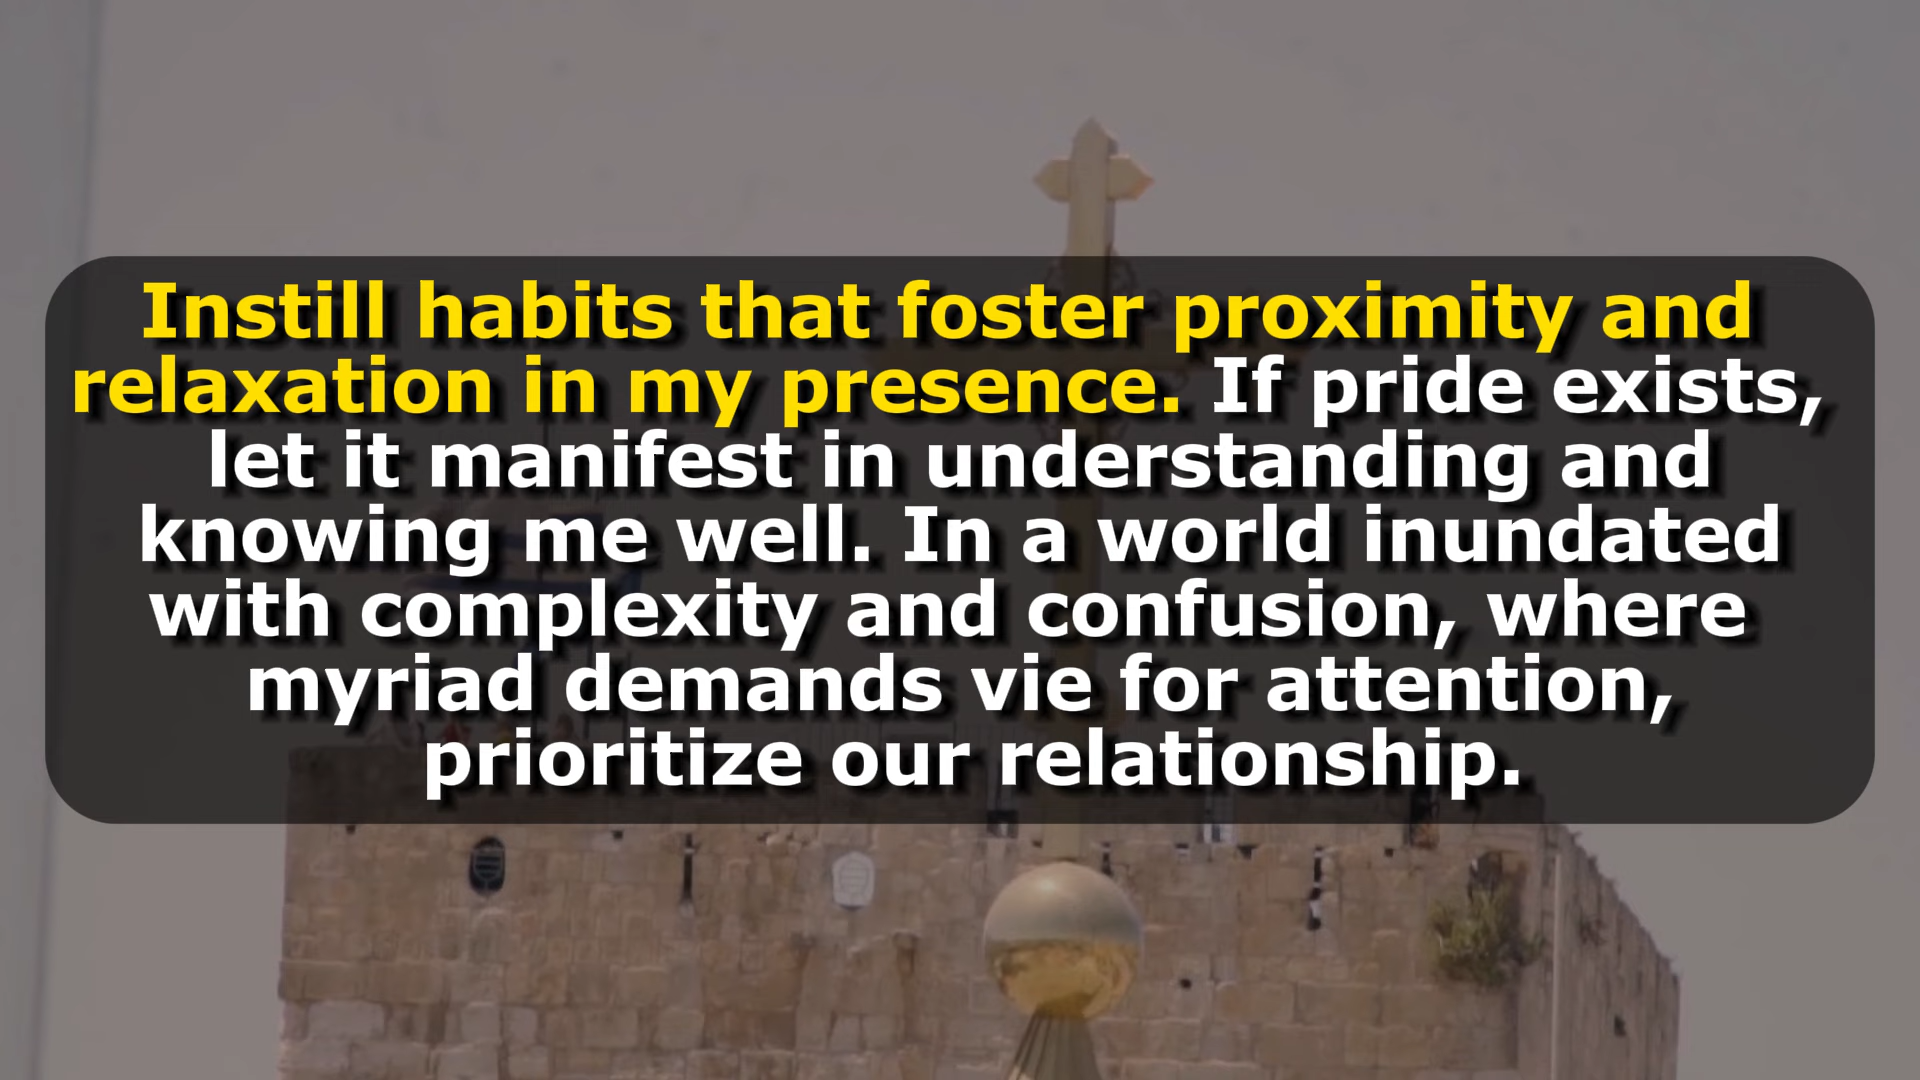 Instill habits that foster proximity and
relaxation in my presence. If pride exists,
let it manifest in understanding and
knowing me well. In a world inundated
with complexity and confusion, where
myriad demands vie for attention,
prioritize our relationship.